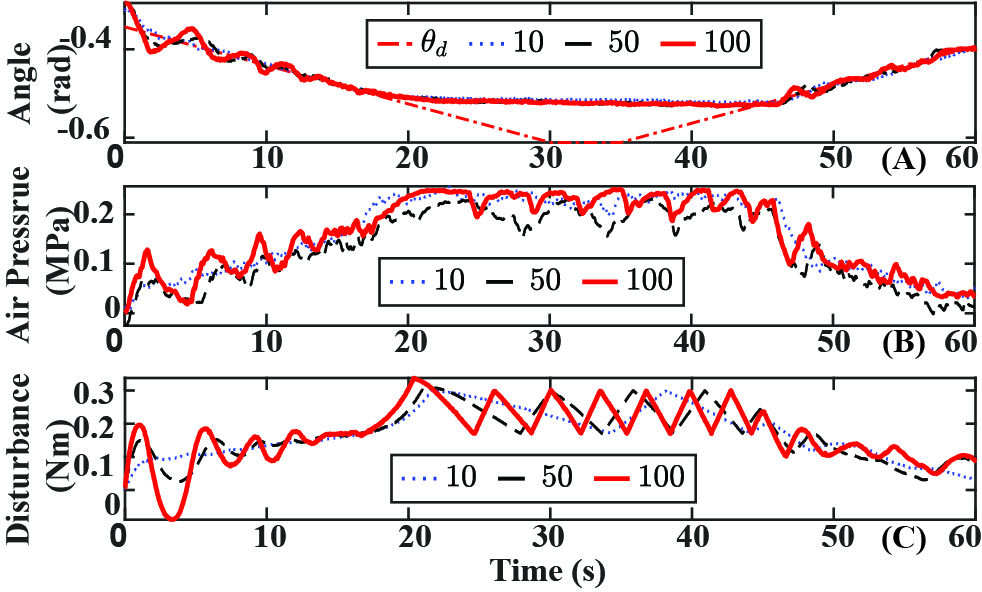 -0.4
-0.6
Angle
(rad)
θd 10 50 100
0 10 20 30 40 50 60
(A)
0.2
0.1
0
Air Pressrue
(MPa)
10 50 100
0 10 20 30 40 50 60
(B)
0.3
0.2
0.1
0
Disturbance
(Nm)
10 50 100
0 10 20 30 40 50 60
(C)
Time (s)